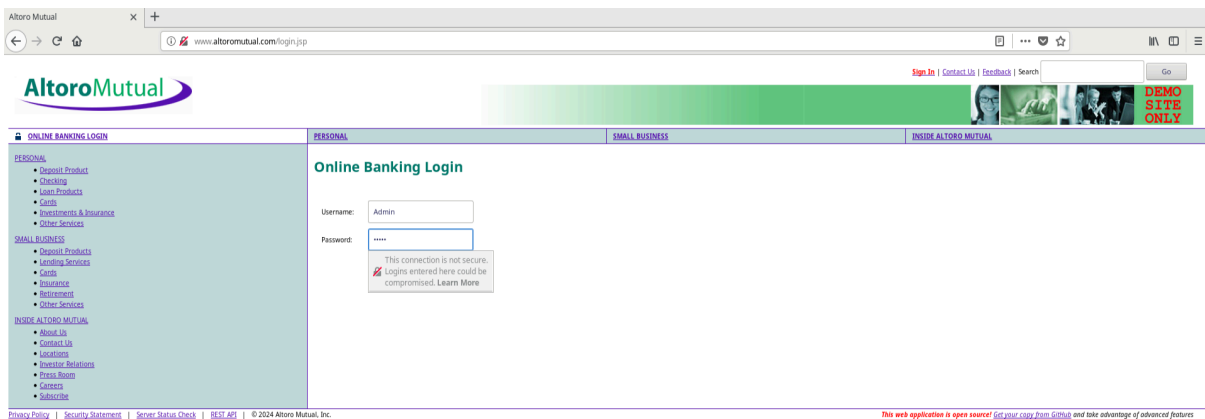 Altoro Mutual
www.altoromutual.com/login.jsp
Sign In | Contact Us | Feedback | Search Go
AltoroMutual
DEMO
SITE
ONLY
ONLINE BANKING LOGIN PERSONAL SMALL BUSINESS INSIDE ALTORO MUTUAL
PERSONAL
Deposit Product
Checking
Loan Products
Cards
Investments & Insurance
Other Services
SMALL BUSINESS
Deposit Products
Lending Services
Cards
Insurance
Retirement
Other Services
INSIDE ALTORO MUTUAL
About Us
Contact Us
Locations
Investor Relations
Press Room
Careers
Subscribe
Online Banking Login
Username: Admin
Password: •••••
This connection is not secure.
Logins entered here could be
compromised. Learn More
Privacy Policy | Security Statement | Server Status Check | REST API | © 2024 Altoro Mutual, Inc. This web application is open source! Get your copy from GitHub and take advantage of advanced features